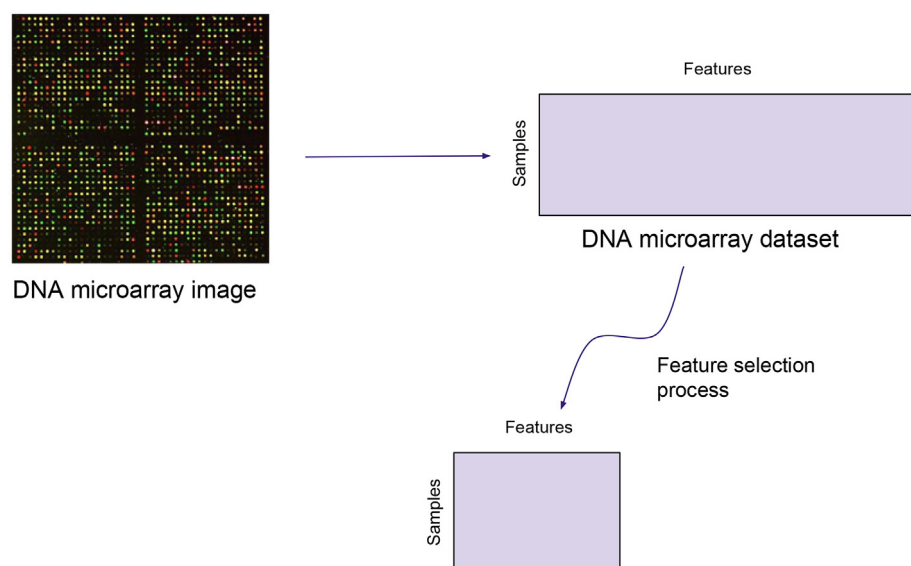 Features
Samples
DNA microarray dataset
DNA microarray image
Feature selection
process
Features
Samples